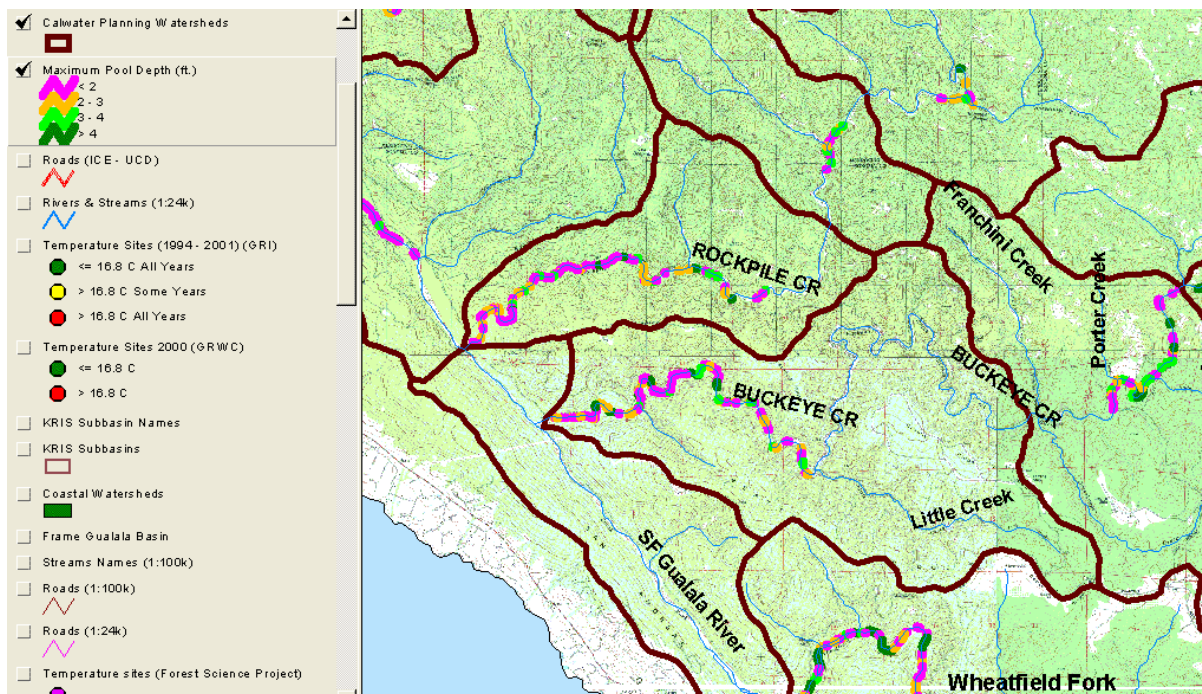 Calwater Planning Watersheds
Maximum Pool Depth (ft.)
< 2
2 - 3
3 - 4
> 4
Roads (ICE - UCD)
Rivers & Streams (1:24k)
Temperature Sites (1994 - 2001) (GRI)
<= 16.8 C All Years
> 16.8 C Some Years
> 16.8 C All Years
Temperature Sites 2000 (GRWC)
<= 16.8 C
> 16.8 C
KRIS Subbasin Names
KRIS Subbasins
Coastal Watersheds
Frame Gualala Basin
Streams Names (1:100k)
Roads (1:100k)
Roads (1:24k)
Temperature sites (Forest Science Project)
Franchini Creek
ROCKPILE CR
Porter Creek
BUCKEYE CR
BUCKEYE CR
Little Creek
SF Gualala River
Wheatfield Fork